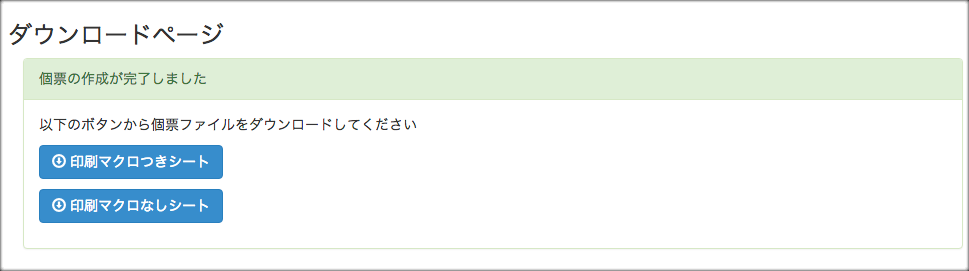 ダウンロードページ
個票の作成が完了しました
以下のボタンから個票ファイルをダウンロードしてください
印刷マクロつきシート
印刷マクロなしシート